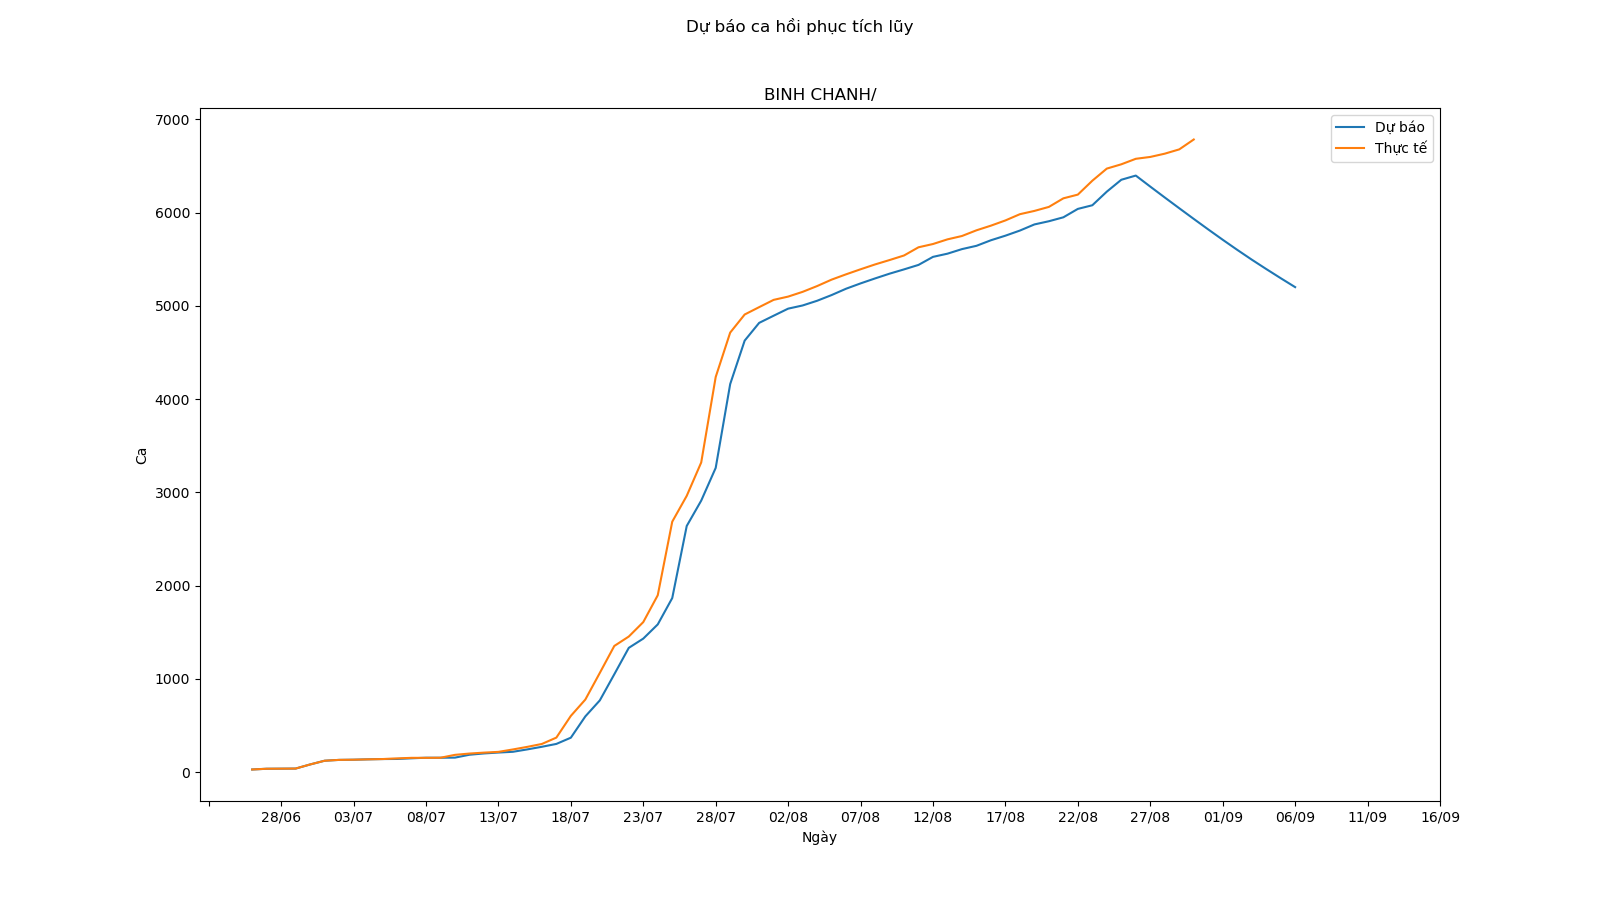 Dự báo ca hồi phục tích lũy
BINH CHANH/
Dự báo
Thực tế
7000
6000
5000
4000
3000
2000
1000
0
Ca
28/06 03/07 08/07 13/07 18/07 23/07 28/07 02/08 07/08 12/08 17/08 22/08 27/08 01/09 06/09 11/09 16/09
Ngày